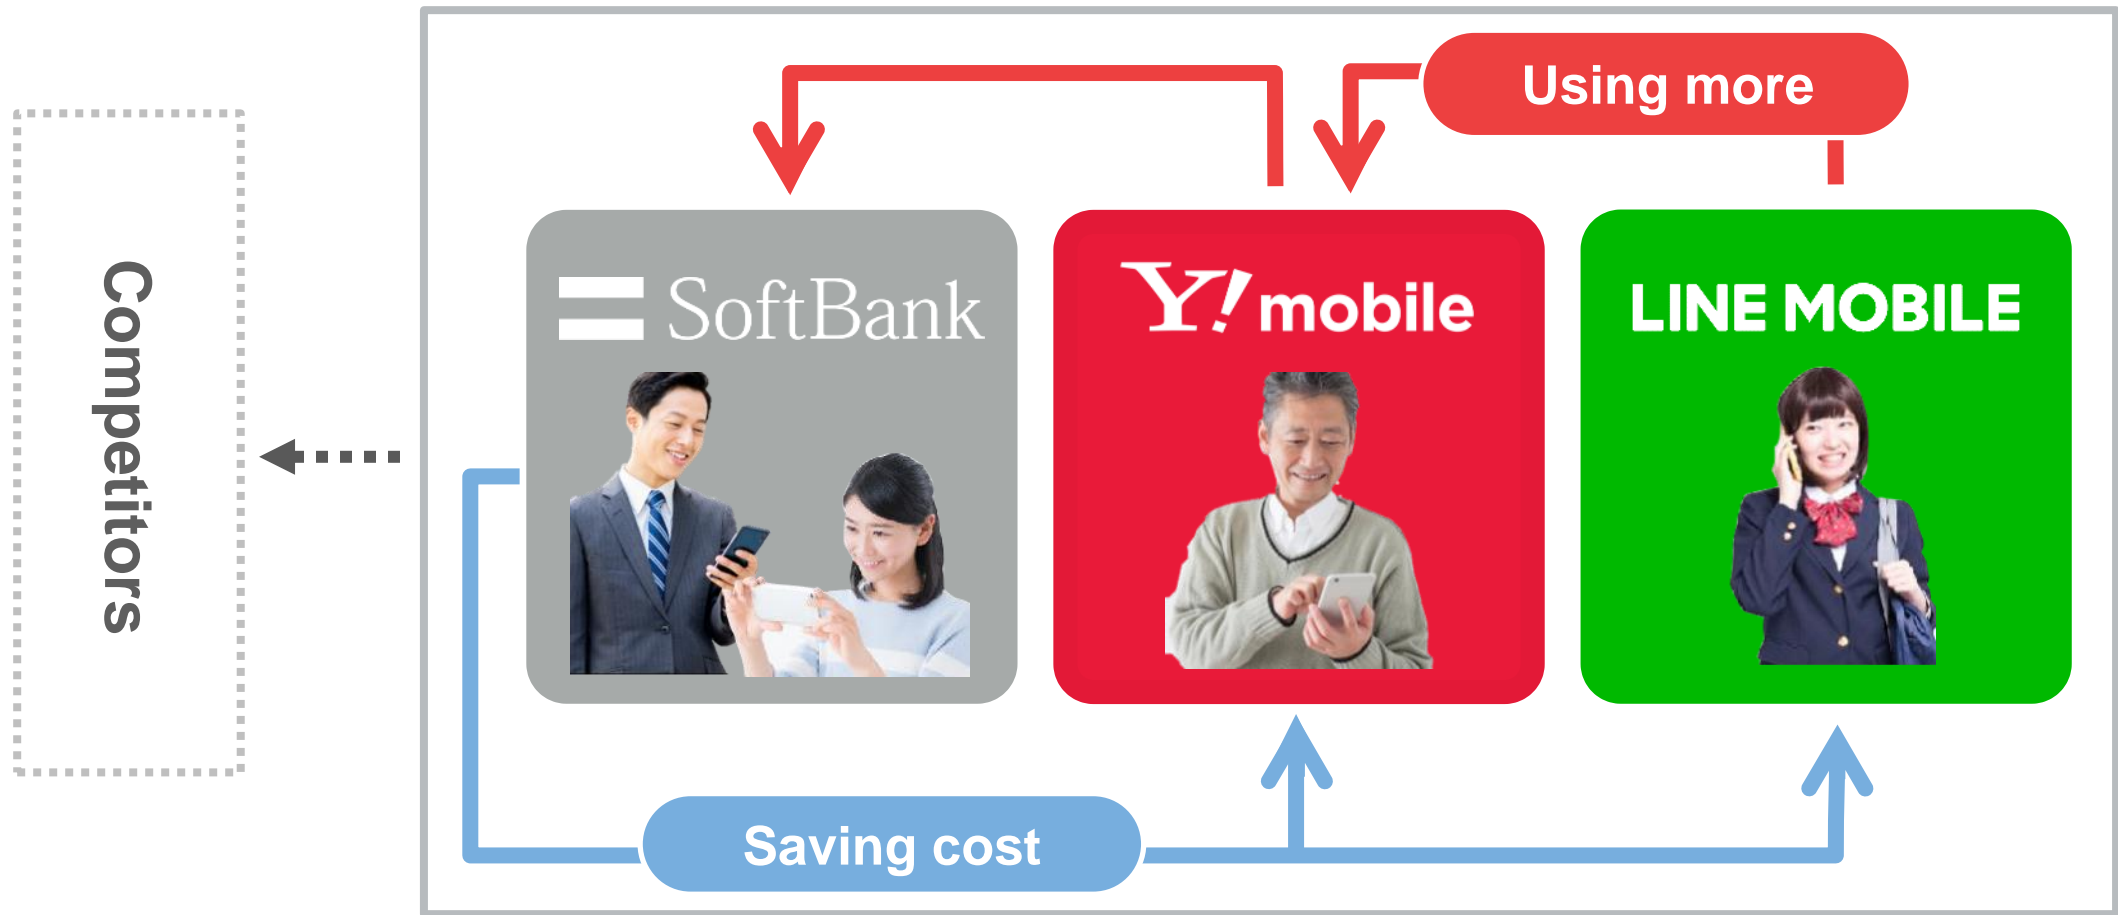 Competitors
Using more
SoftBank
Y!mobile
LINE MOBILE
Saving cost